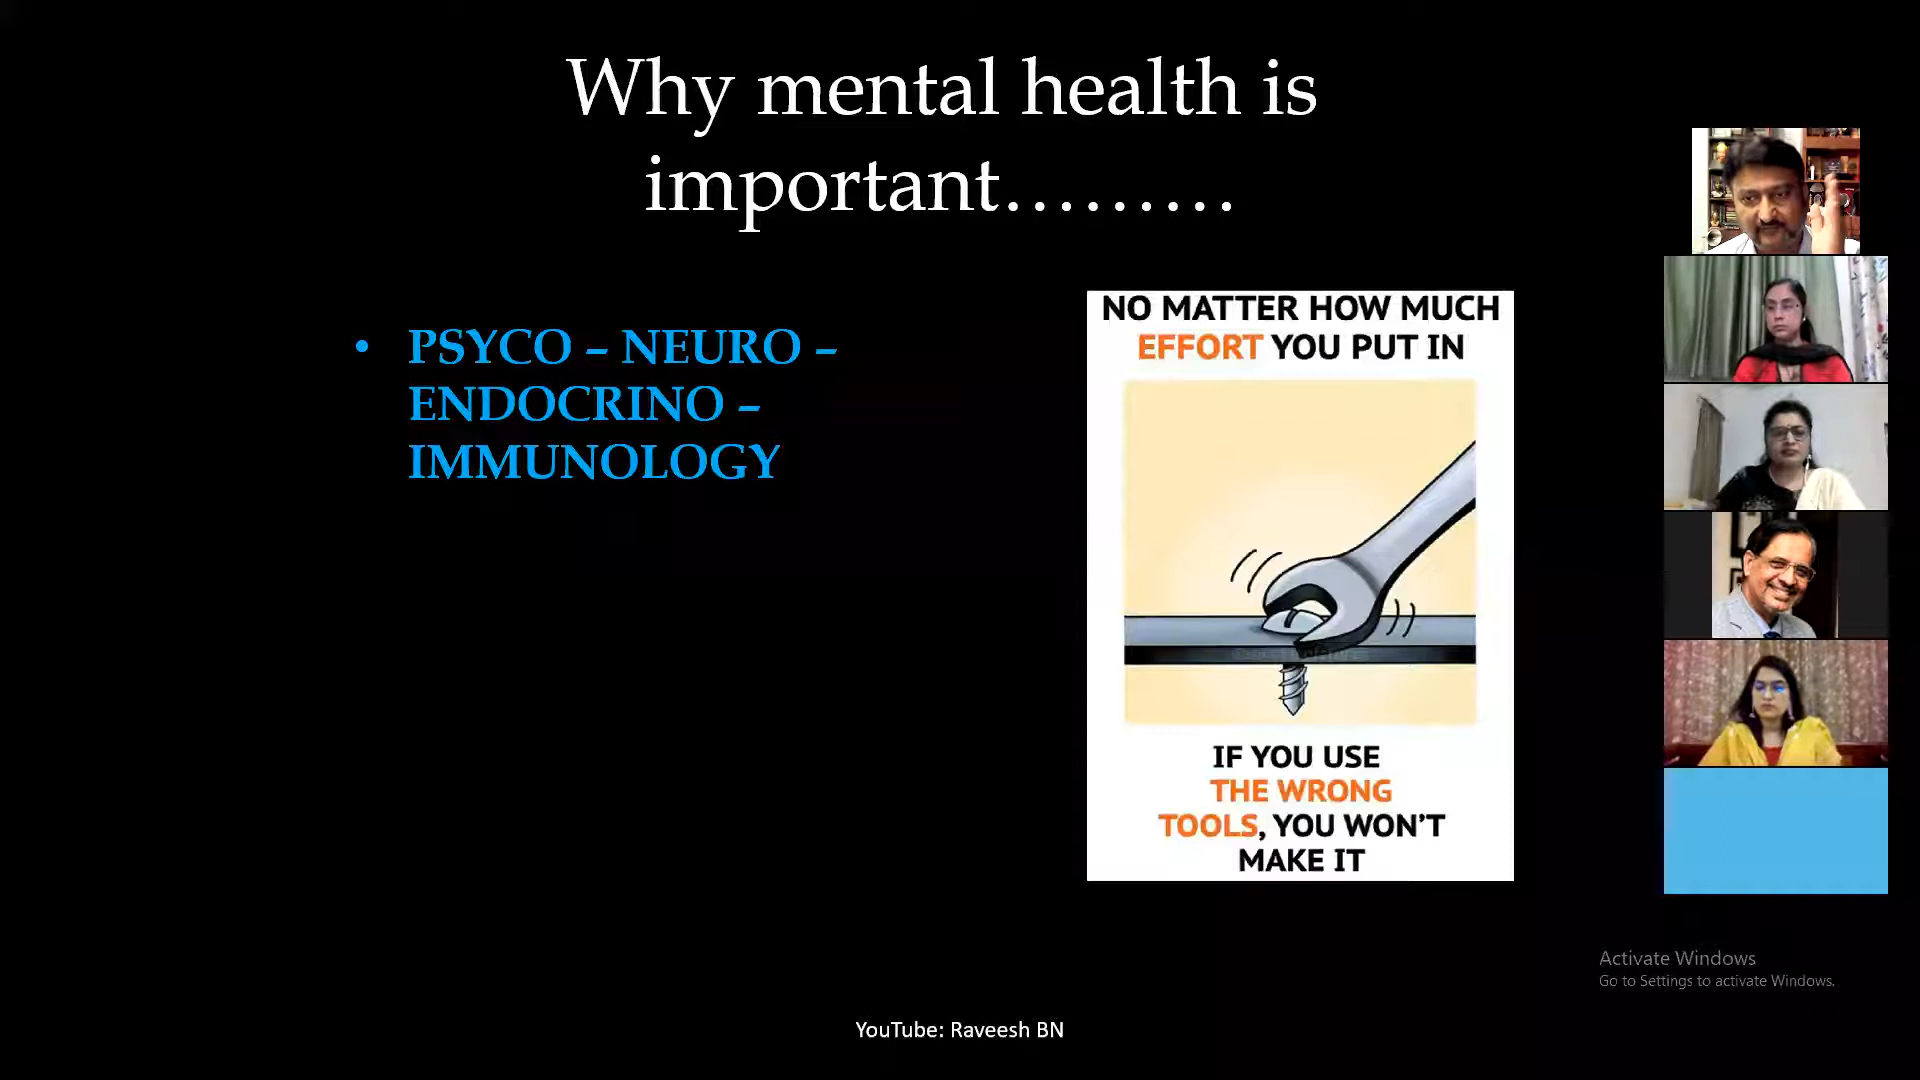 Why mental health is
important.........
• PSYCO – NEURO –
ENDOCRINO –
IMMUNOLOGY
NO MATTER HOW MUCH
EFFORT YOU PUT IN
IF YOU USE
THE WRONG
TOOLS, YOU WON'T
MAKE IT
Activate Windows
Go to Settings to activate Windows.
YouTube: Raveesh BN